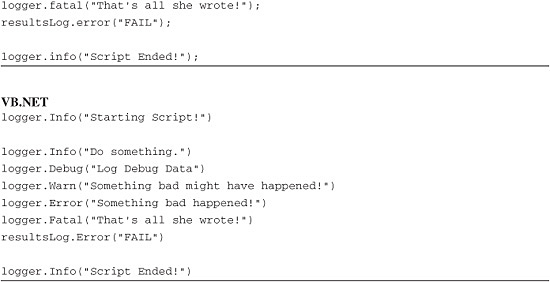 logger.fatal("That's all she wrote!");
resultsLog.error("FAIL");
logger.info("Script Ended!");
VB.NET
logger.Info("Starting Script!")
logger.Info("Do something.")
logger.Debug("Log Debug Data")
logger.Warn("Something bad might have happened!")
logger.Error("Something bad happened!")
logger.Fatal("That's all she wrote!")
resultsLog.Error("FAIL")
logger.Info("Script Ended!")